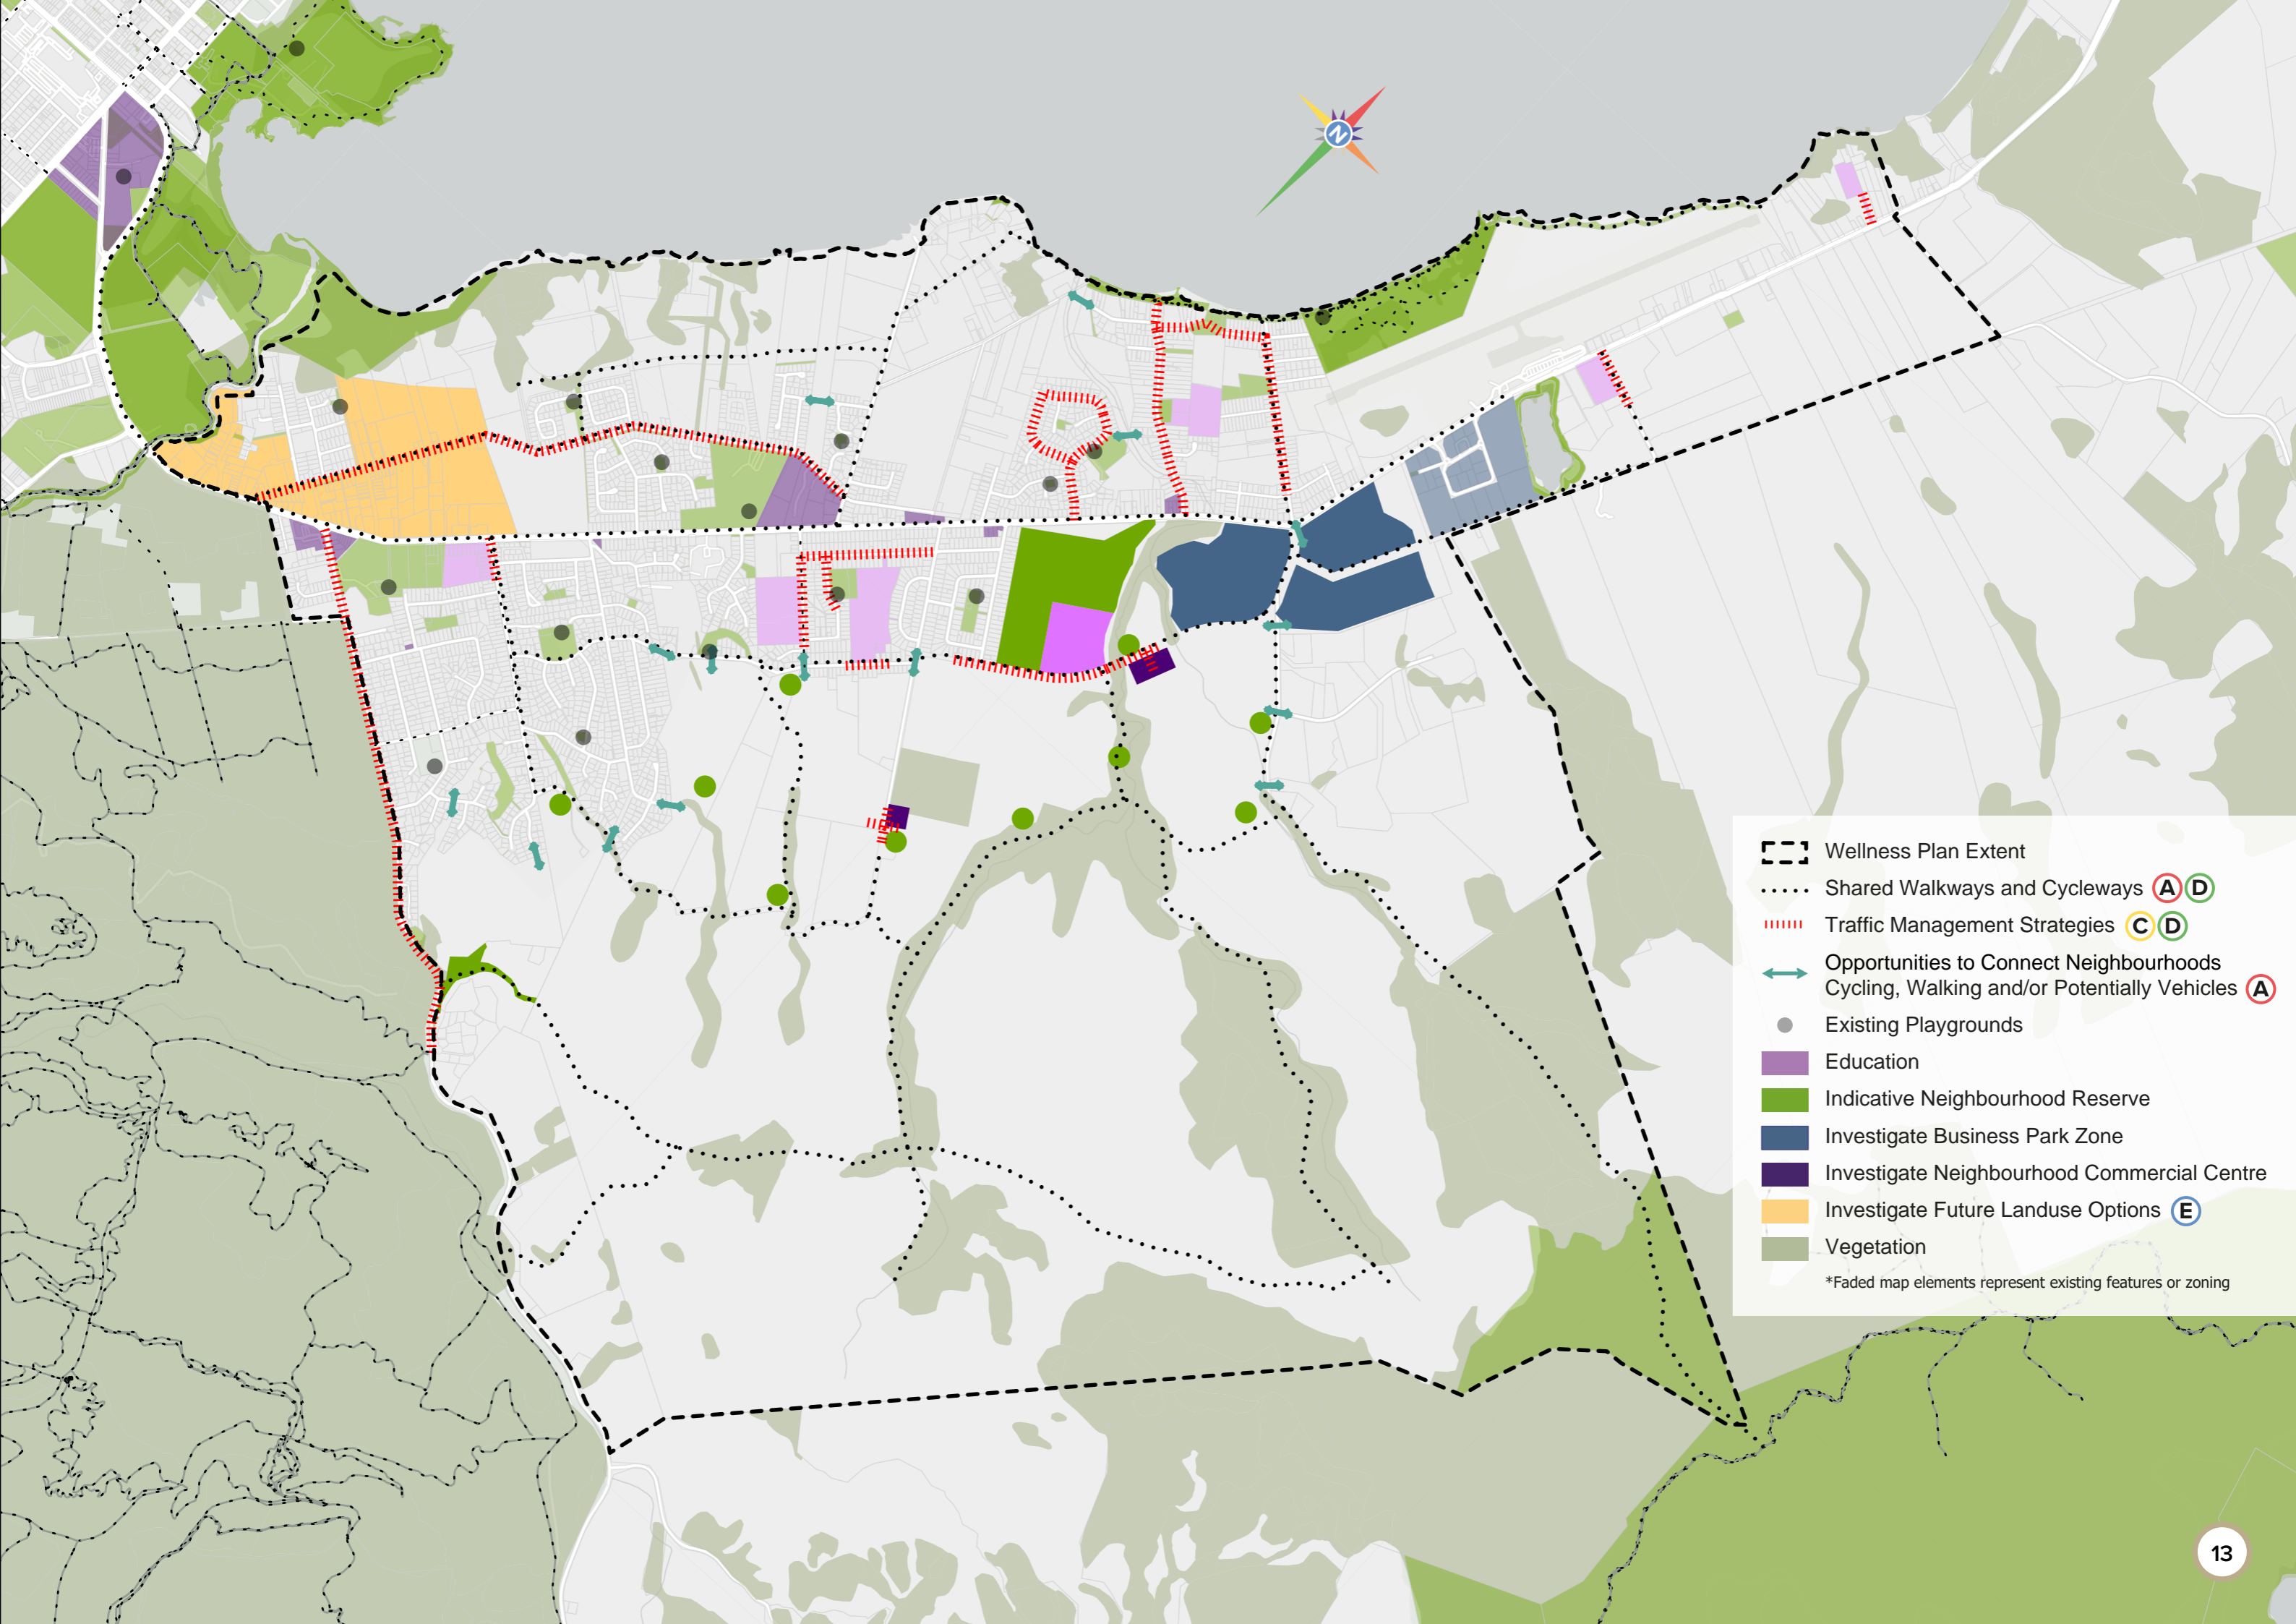 N
Wellness Plan Extent
Shared Walkways and Cycleways A D
Traffic Management Strategies C D
Opportunities to Connect Neighbourhoods
Cycling, Walking and/or Potentially Vehicles A
Existing Playgrounds
Education
Indicative Neighbourhood Reserve
Investigate Business Park Zone
Investigate Neighbourhood Commercial Centre
Investigate Future Landuse Options E
Vegetation
*Faded map elements represent existing features or zoning
13